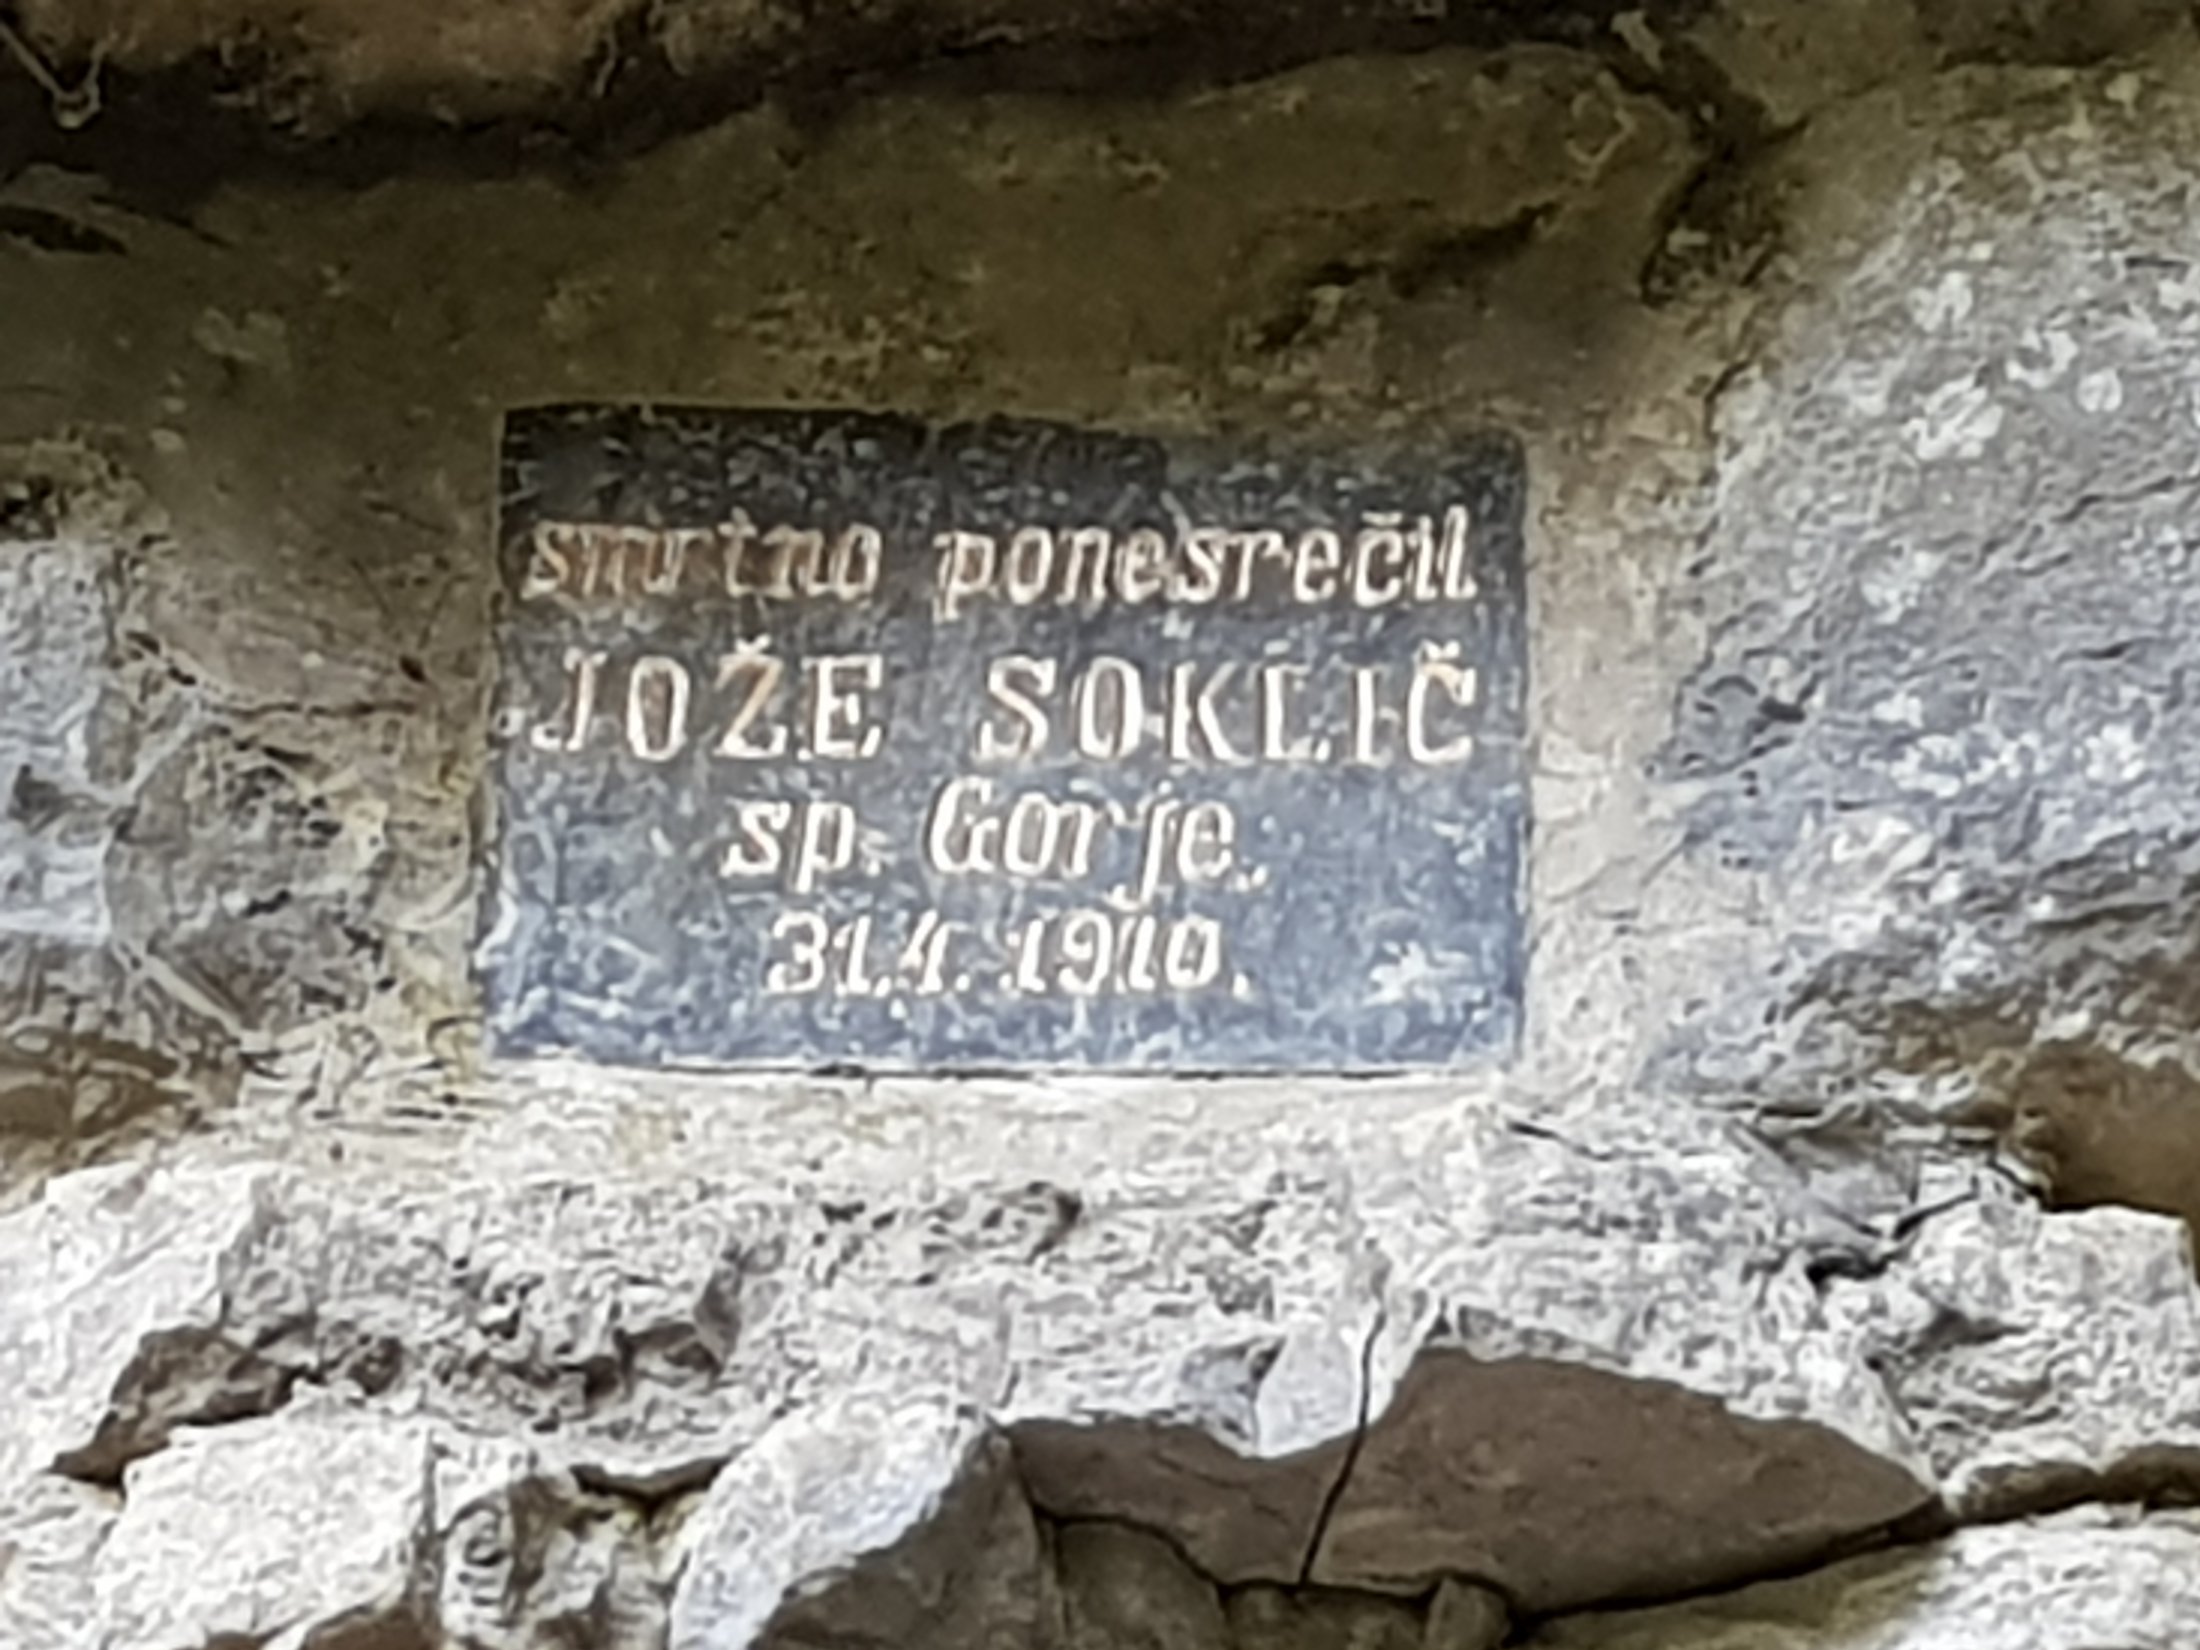 smrtno ponesrečil
JOŽE SOKLIČ
sp. Gorje.
31.4. 1910.